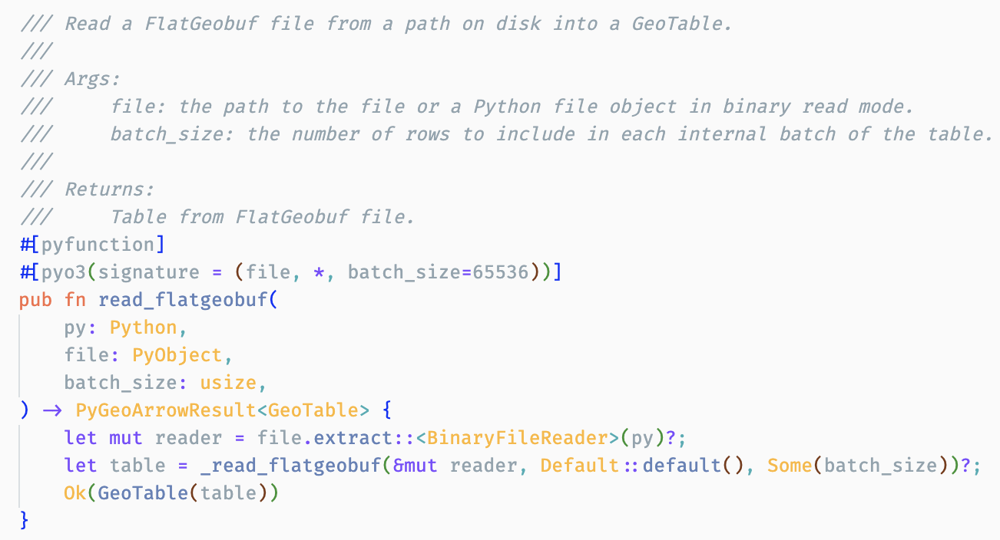 /// Read a FlatGeobuf file from a path on disk into a GeoTable.
///
/// Args:
///     file: the path to the file or a Python file object in binary read mode.
///     batch_size: the number of rows to include in each internal batch of the table.
///
/// Returns:
///     Table from FlatGeobuf file.
#[pyfunction]
#[pyo3(signature = (file, *, batch_size=65536))]
pub fn read_flatgeobuf(
    py: Python,
    file: PyObject,
    batch_size: usize,
) -> PyGeoArrowResult<GeoTable> {
    let mut reader = file.extract::<BinaryFileReader>(py)?;
    let table = _read_flatgeobuf(&mut reader, Default::default(), Some(batch_size))?;
    Ok(GeoTable(table))
}